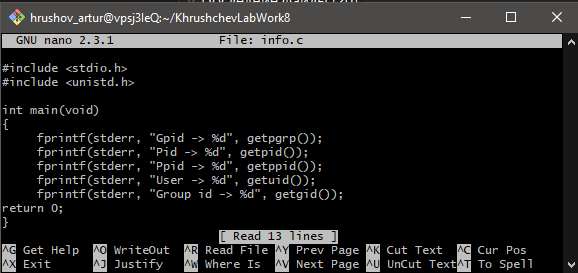 hrushov_artur@vpsj3leQ:~/KhrushchevLabWork8
GNU nano 2.3.1 File: info.c
#include <stdio.h>
#include <unistd.h>
int main(void)
{
fprintf(stderr, "Gpid -> %d", getpgrp());
fprintf(stderr, "Pid -> %d", getpid());
fprintf(stderr, "Ppid -> %d", getppid());
fprintf(stderr, "User -> %d", getuid());
fprintf(stderr, "Group id -> %d", getgid());
return 0;
}
[ Read 13 lines ]
^G Get Help ^O WriteOut ^R Read File ^Y Prev Page ^K Cut Text ^C Cur Pos
^X Exit ^J Justify ^W Where Is ^V Next Page ^U UnCut Text^T To Spell